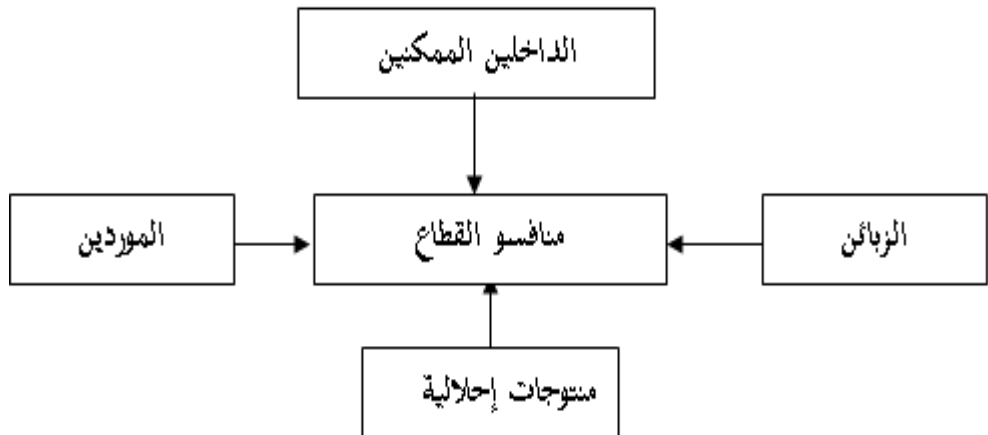 الداخلين الممكنين
الزبائن
منافسو القطاع
الموردين
منتوجات إحلالية